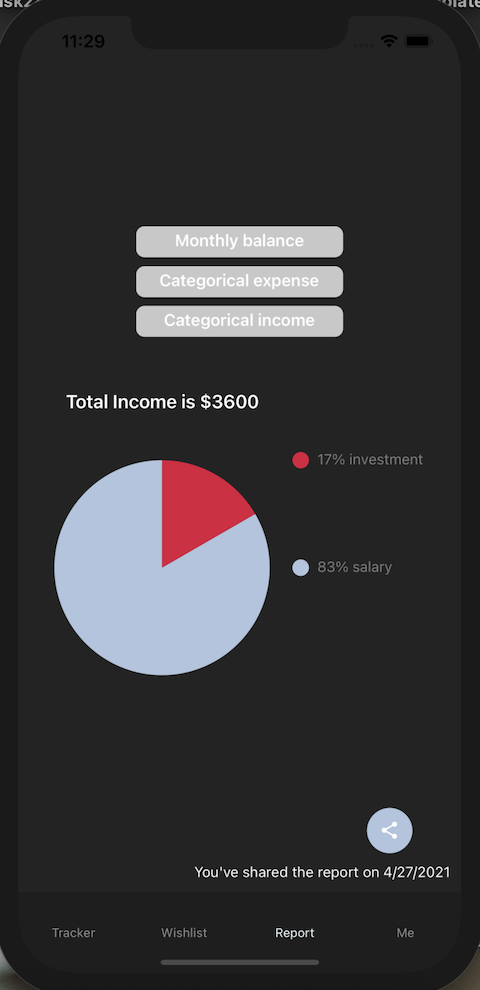 11:29
Monthly balance
Categorical expense
Categorical income
Total Income is $3600
17% investment
83% salary
You've shared the report on 4/27/2021
Tracker Wishlist Report Me